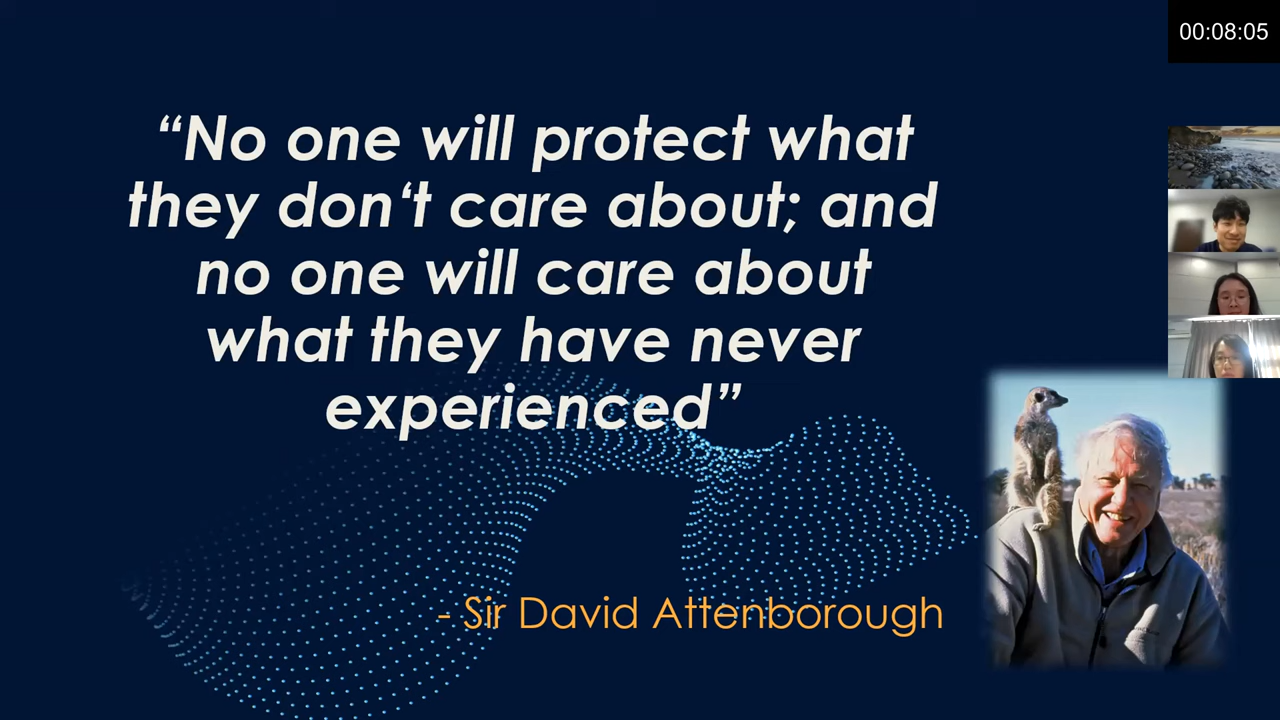 00:08:05
“No one will protect what
they don‘t care about; and
no one will care about
what they have never
experienced”
- Sir David Attenborough